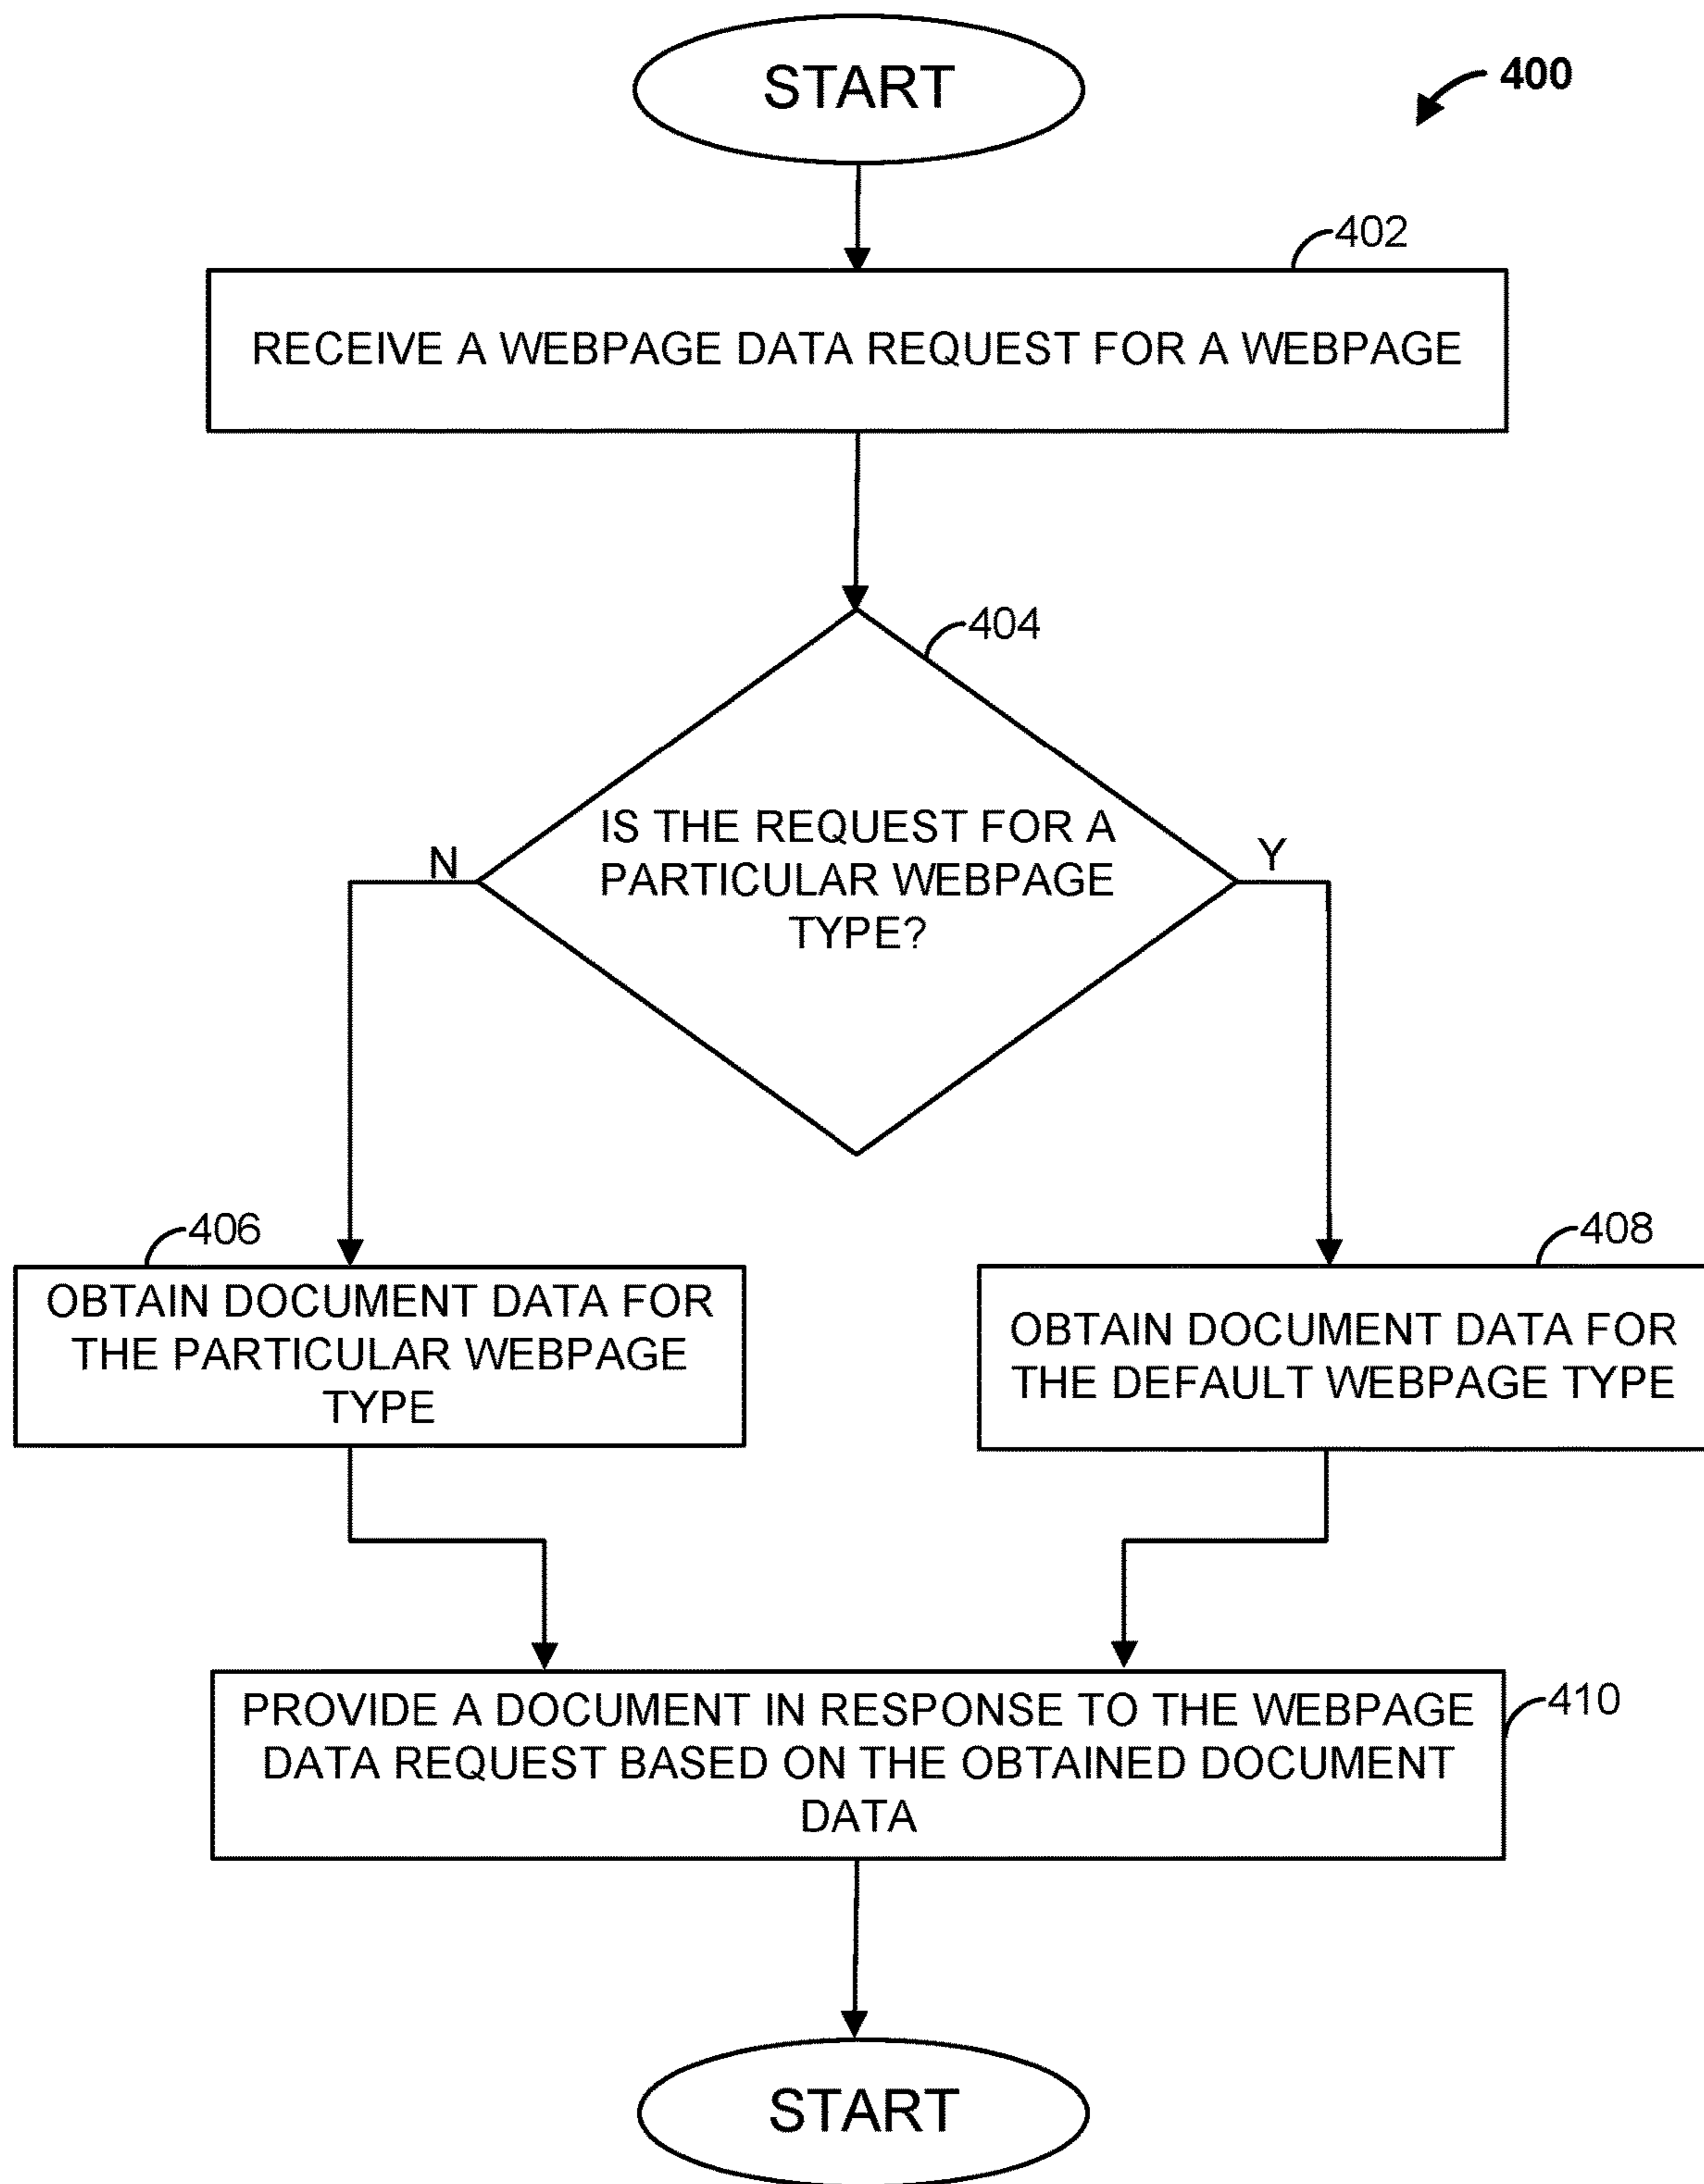 START
400
402
RECEIVE A WEBPAGE DATA REQUEST FOR A WEBPAGE
404
IS THE REQUEST FOR A
PARTICULAR WEBPAGE
TYPE?
N
Y
406
OBTAIN DOCUMENT DATA FOR
THE PARTICULAR WEBPAGE
TYPE
408
OBTAIN DOCUMENT DATA FOR
THE DEFAULT WEBPAGE TYPE
PROVIDE A DOCUMENT IN RESPONSE TO THE WEBPAGE
DATA REQUEST BASED ON THE OBTAINED DOCUMENT
DATA
410
START